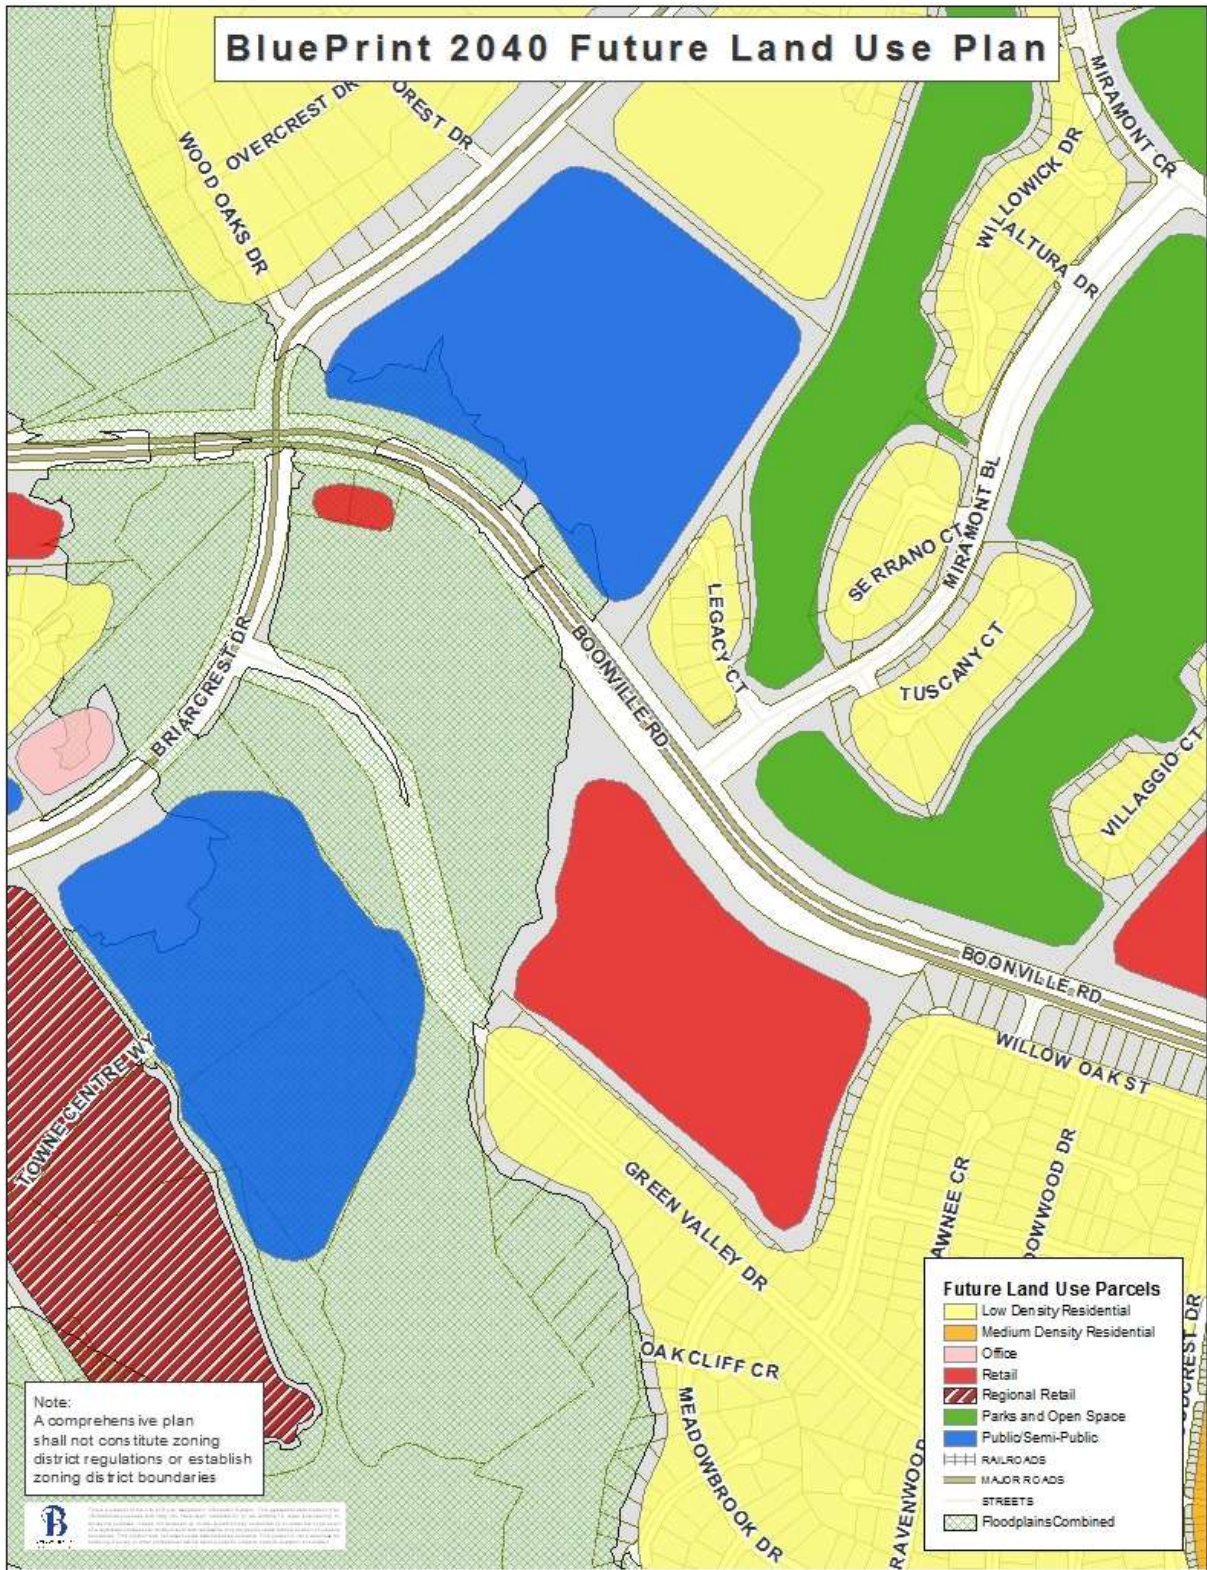 BluePrint 2040 Future Land Use Plan
OVERCREST DR
OREST DR
WOOD OAKS DR
MIRAMONT CR
WILLOWICK DR
ALTURA DR
MIRAMONT BL
SERRANO CT
LEGACY CT
TUSCANY CT
BOONVILLE RD
BRIARCREST DR
VILLAGGIO CT
BOONVILLE RD
WILLOW OAK ST
TOWNE CENTRE WY
GREEN VALLEY DR
AWNEE CR
DOWWOOD DR
OAKCLIFF CR
MEADOWBROOK DR
RAVENWOOD
CREST DR
Future Land Use Parcels
Low Density Residential
Medium Density Residential
Office
Retail
Regional Retail
Parks and Open Space
Public/Semi-Public
RAILROADS
MAJOR ROADS
STREETS
FloodplainsCombined
Note:
A comprehensive plan
shall not constitute zoning
district regulations or establish
zoning district boundaries
B